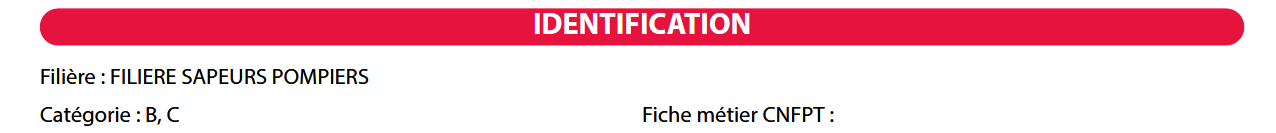 IDENTIFICATION
Filière : FILIERE SAPEURS POMPIERS
Catégorie : B, C
Fiche métier CNFPT :